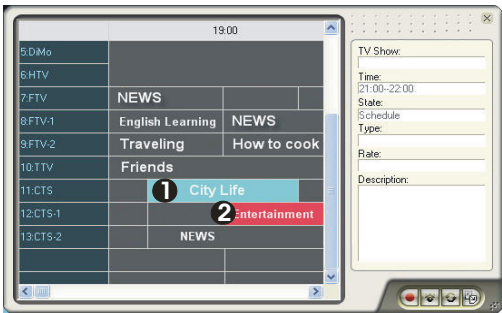 19:00
5:DiMo
6:HTV
7:FTV NEWS
8:FTV-1 English Learning NEWS
9:FTV-2 Traveling How to cook
10:TTV Friends
11:CTS 1 City Life
12:CTS-1 2 Entertainment
13:CTS-2 NEWS
TV Show:
Time:
21:00--22:00
State:
Schedule
Type:
Rate:
Description: